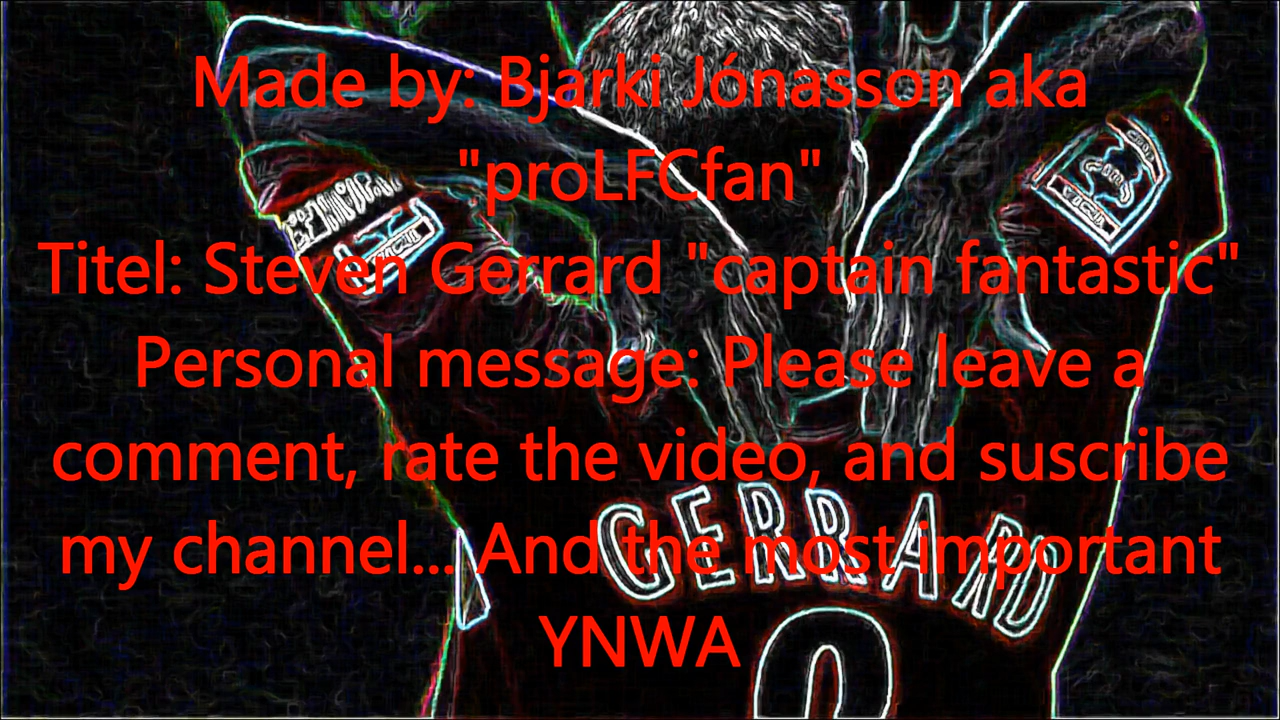 Made by: Bjarki Jónasson aka
"proLFCfan"
Titel: Steven Gerrard "captain fantastic"
Personal message: Please leave a
comment, rate the video, and suscribe
my channel... And the most important
YNWA
GERRARD